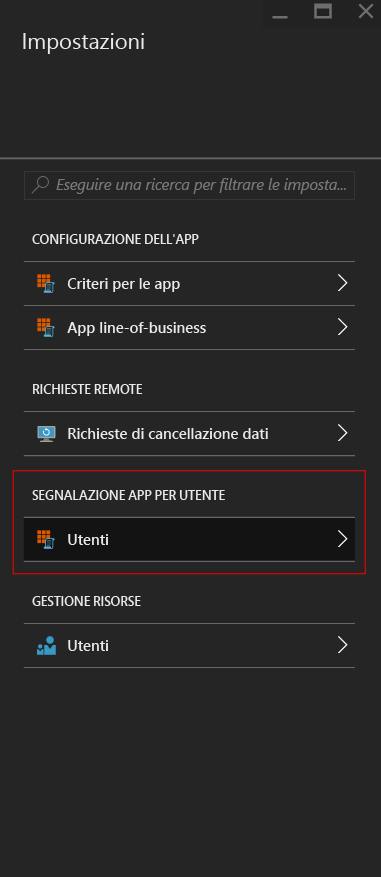 Impostazioni
Eseguire una ricerca per filtrare le imposta...
CONFIGURAZIONE DELL'APP
Criteri per le app
App line-of-business
RICHIESTE REMOTE
Richieste di cancellazione dati
SEGNALAZIONE APP PER UTENTE
Utenti
GESTIONE RISORSE
Utenti